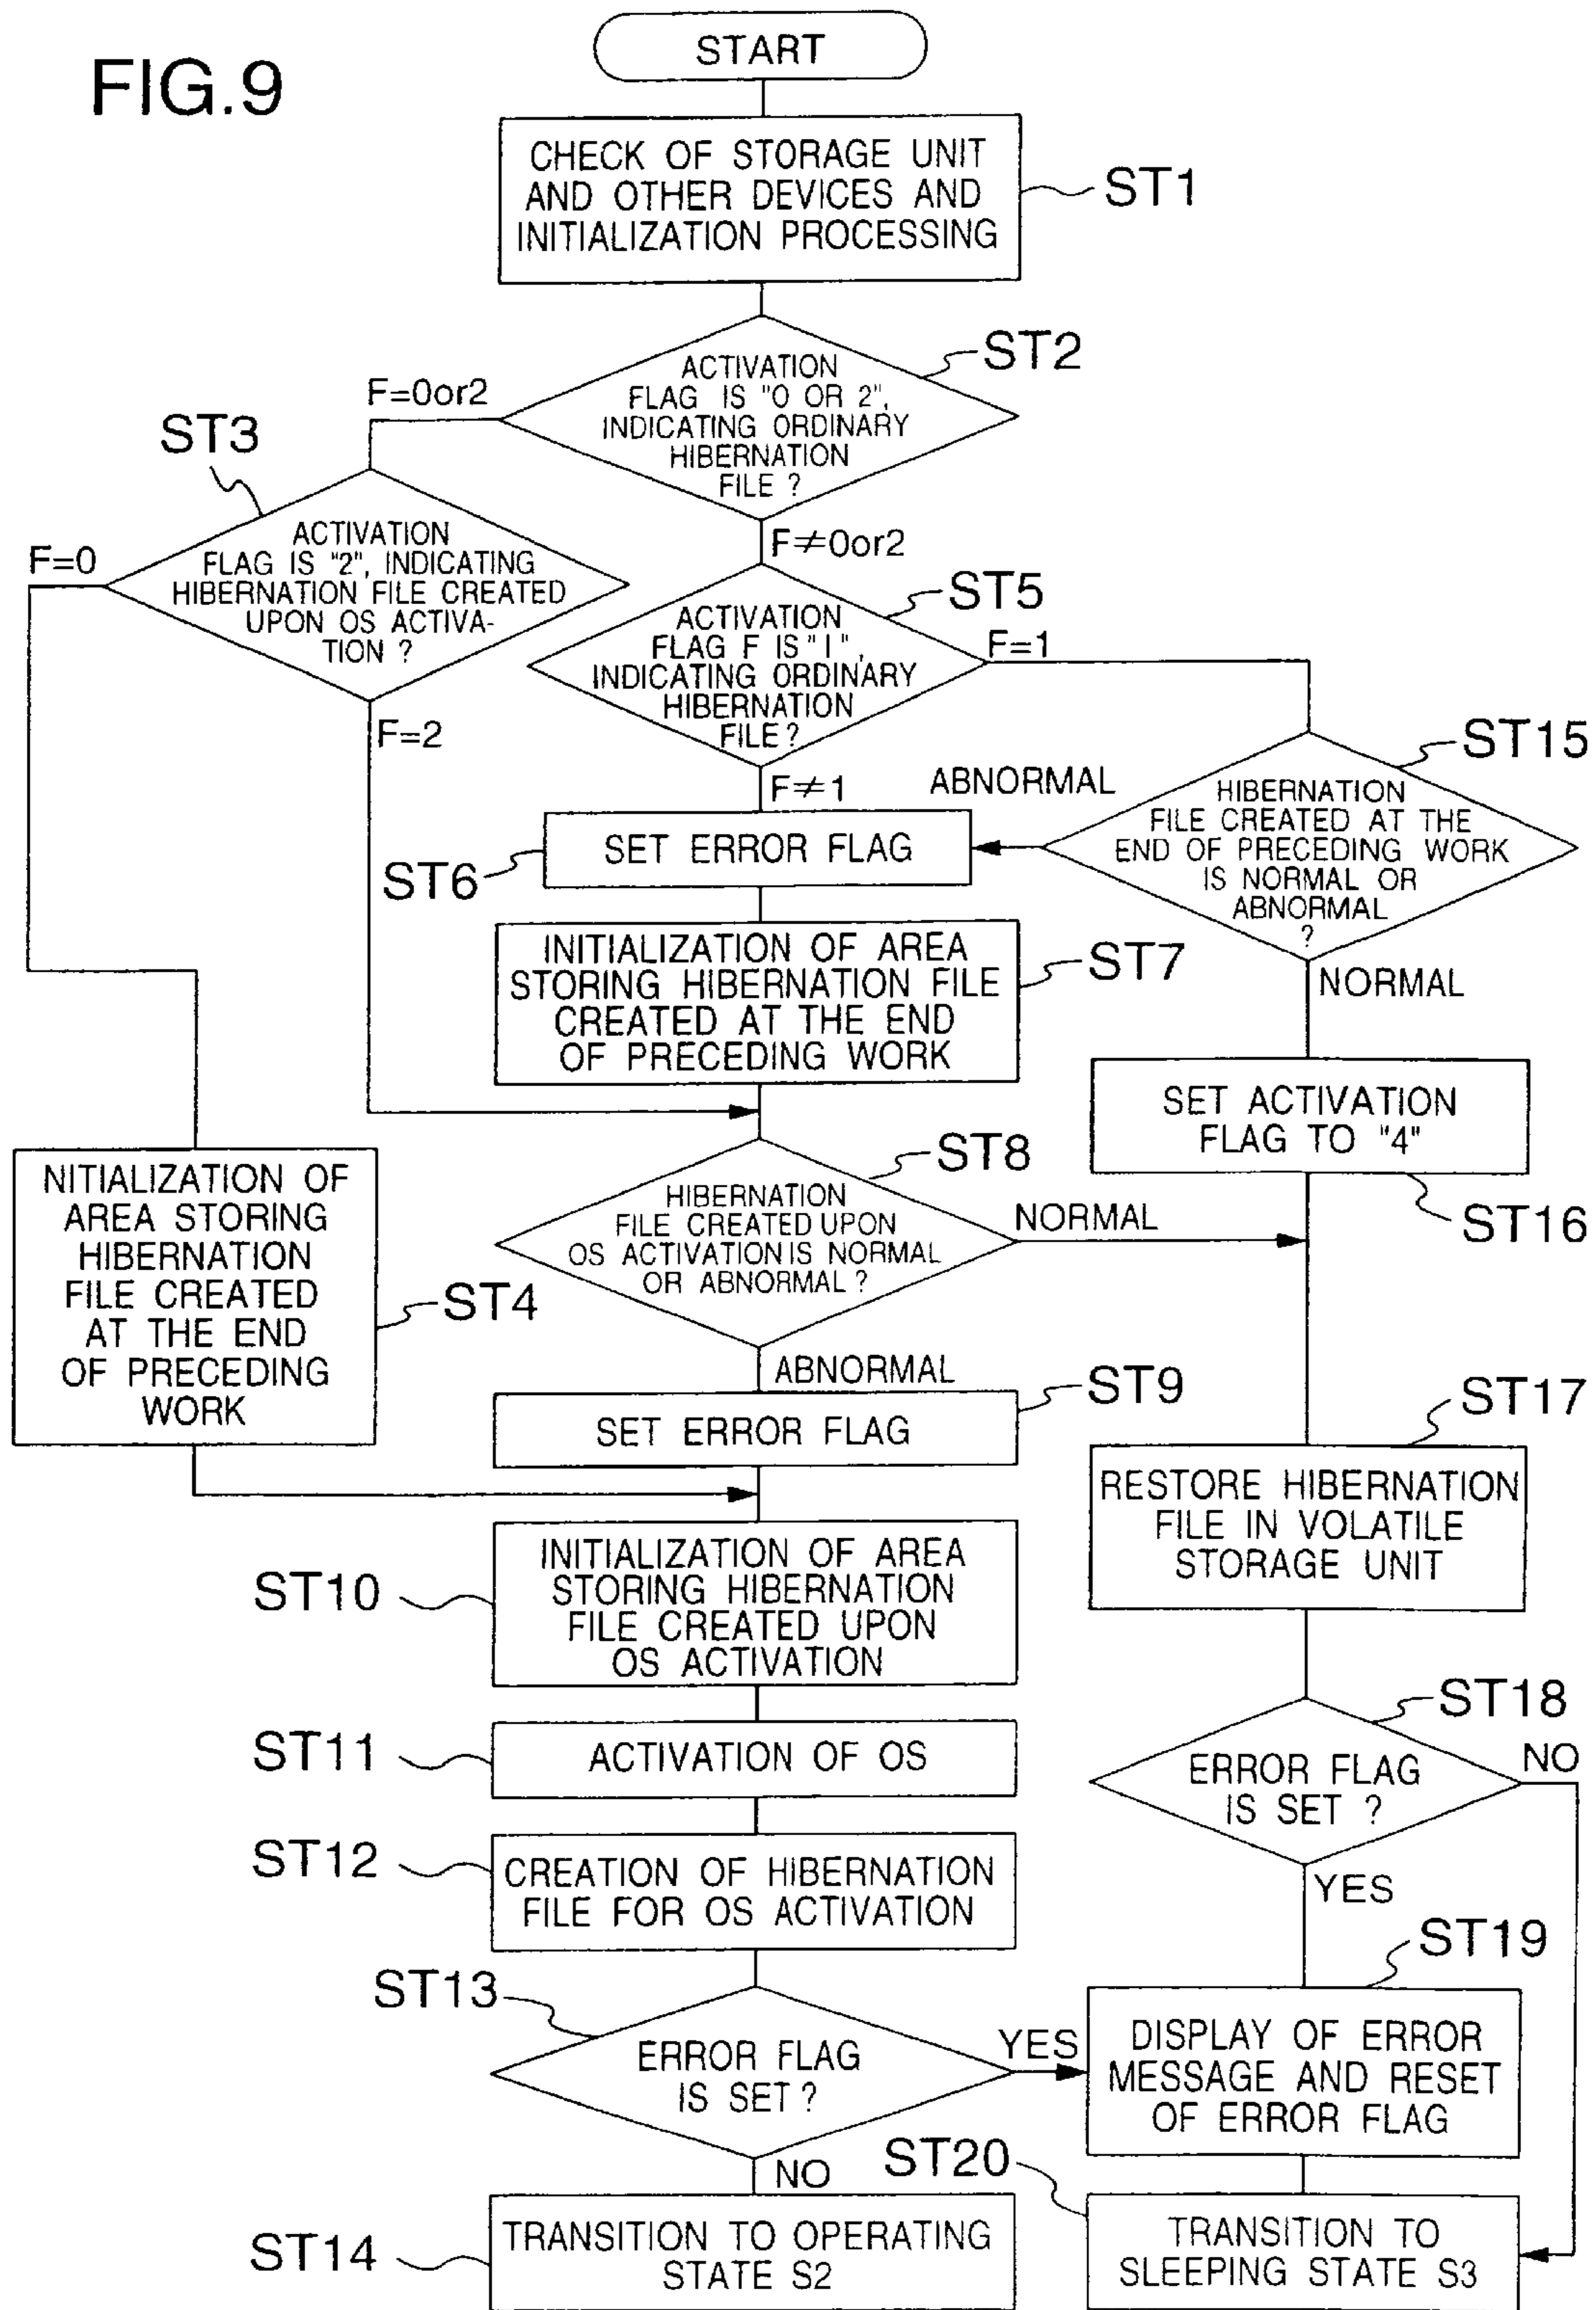 FIG.9
START
CHECK OF STORAGE UNIT
AND OTHER DEVICES AND
INITIALIZATION PROCESSING
ST1
ACTIVATION
FLAG IS "0 OR 2",
INDICATING ORDINARY
HIBERNATION
FILE ?
ST2
F=0or2
F≠0or2
ST3
ACTIVATION
FLAG IS "2", INDICATING
HIBERNATION FILE CREATED
UPON OS ACTIVA-
TION ?
F=0
F=2
ACTIVATION
FLAG F IS "1",
INDICATING ORDINARY
HIBERNATION
FILE?
ST5
F=1
F≠1
HIBERNATION
FILE CREATED AT THE
END OF PRECEDING WORK
IS NORMAL OR
ABNORMAL
?
ST15
ABNORMAL
NORMAL
SET ERROR FLAG
ST6
INITIALIZATION OF AREA
STORING HIBERNATION FILE
CREATED AT THE END
OF PRECEDING WORK
ST7
SET ACTIVATION
FLAG TO "4"
ST16
NITIALIZATION OF
AREA STORING
HIBERNATION
FILE CREATED
AT THE END
OF PRECEDING
WORK
ST4
HIBERNATION
FILE CREATED UPON
OS ACTIVATION IS NORMAL
OR ABNORMAL ?
ST8
NORMAL
ABNORMAL
SET ERROR FLAG
ST9
RESTORE HIBERNATION
FILE IN VOLATILE
STORAGE UNIT
ST17
ST10
INITIALIZATION OF AREA
STORING HIBERNATION
FILE CREATED UPON
OS ACTIVATION
ST11
ACTIVATION OF OS
ERROR FLAG
IS SET ?
ST18
NO
YES
ST12
CREATION OF HIBERNATION
FILE FOR OS ACTIVATION
ST13
ERROR FLAG
IS SET ?
YES
NO
ST19
DISPLAY OF ERROR
MESSAGE AND RESET
OF ERROR FLAG
ST14
TRANSITION TO OPERATING
STATE S2
ST20
TRANSITION TO
SLEEPING STATE S3